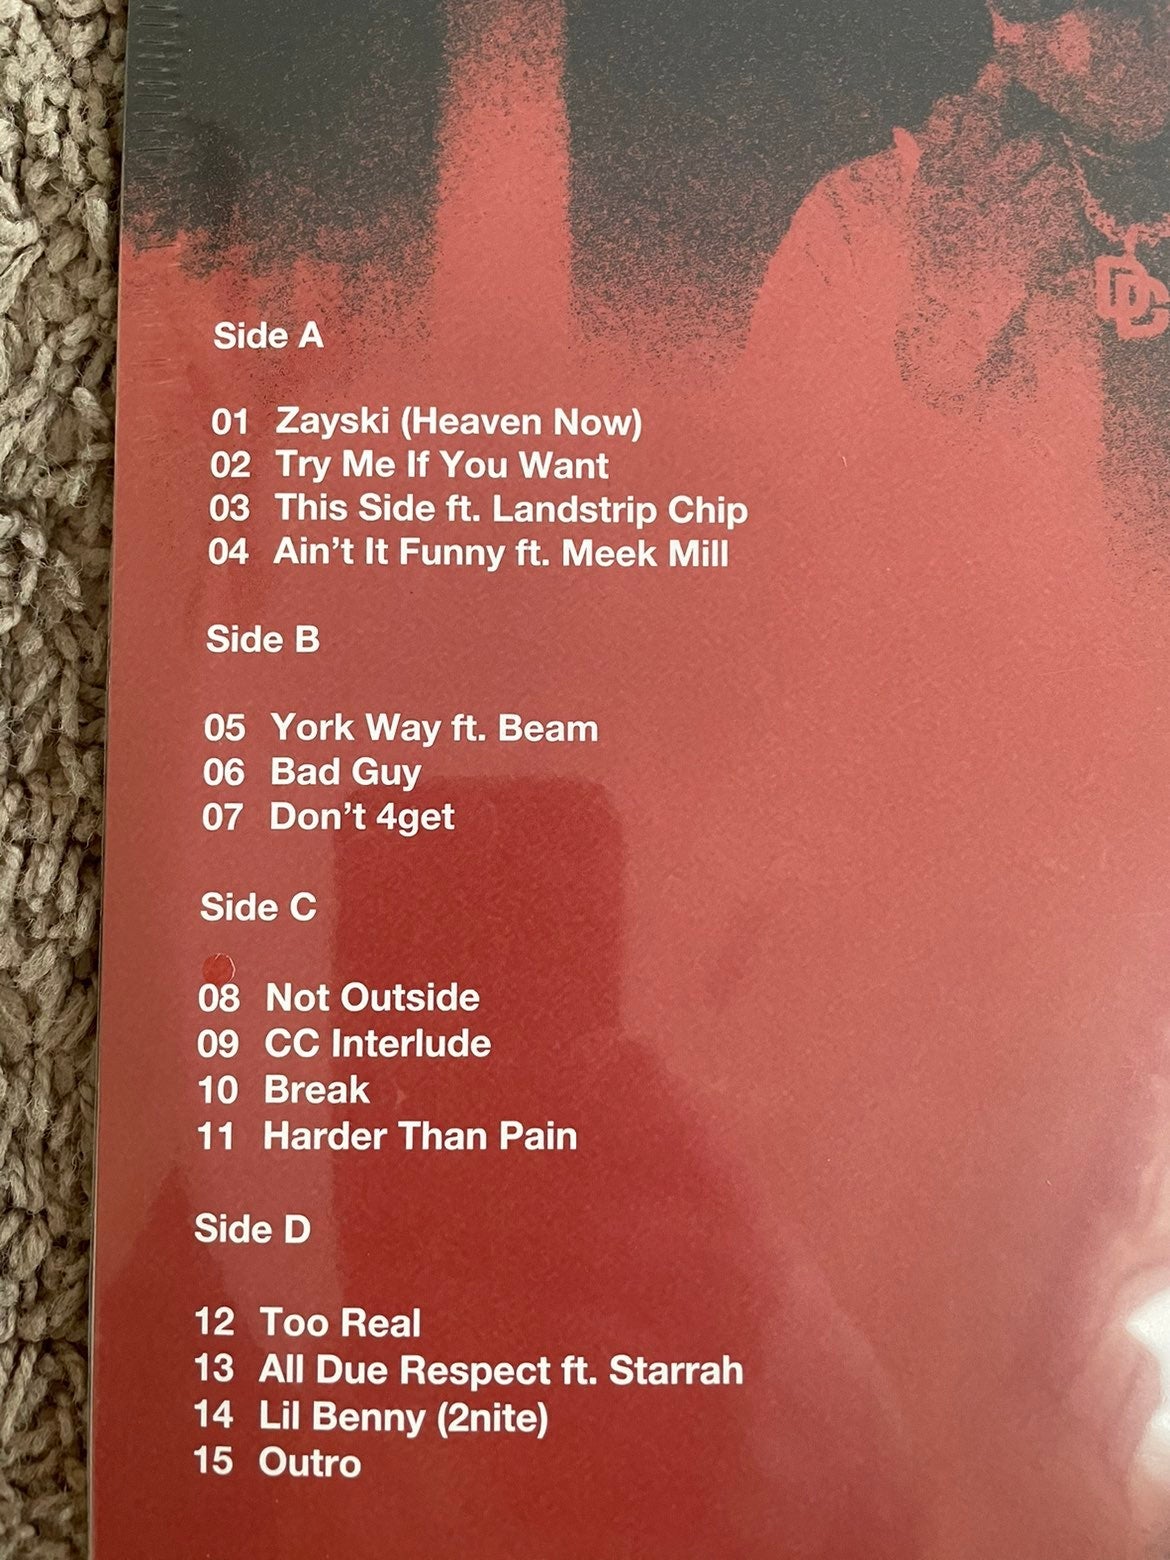 DC
Side A
01 Zayski (Heaven Now)
02 Try Me If You Want
03 This Side ft. Landstrip Chip
04 Ain't It Funny ft. Meek Mill
Side B
05 York Way ft. Beam
06 Bad Guy
07 Don't 4get
Side C
08 Not Outside
09 CC Interlude
10 Break
11 Harder Than Pain
Side D
12 Too Real
13 All Due Respect ft. Starrah
14 Lil Benny (2nite)
15 Outro